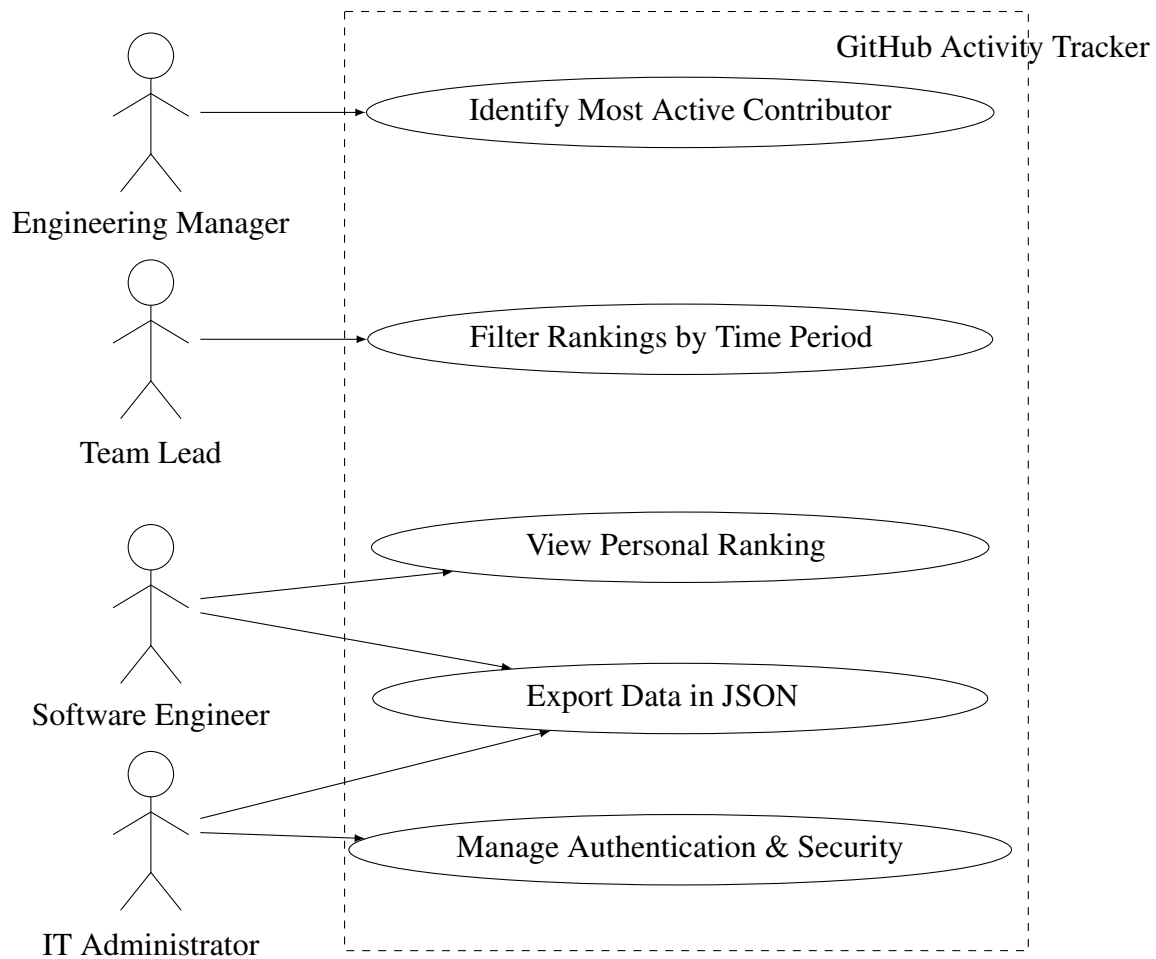 GitHub Activity Tracker
Identify Most Active Contributor
Engineering Manager
Filter Rankings by Time Period
Team Lead
View Personal Ranking
Export Data in JSON
Software Engineer
Manage Authentication & Security
IT Administrator